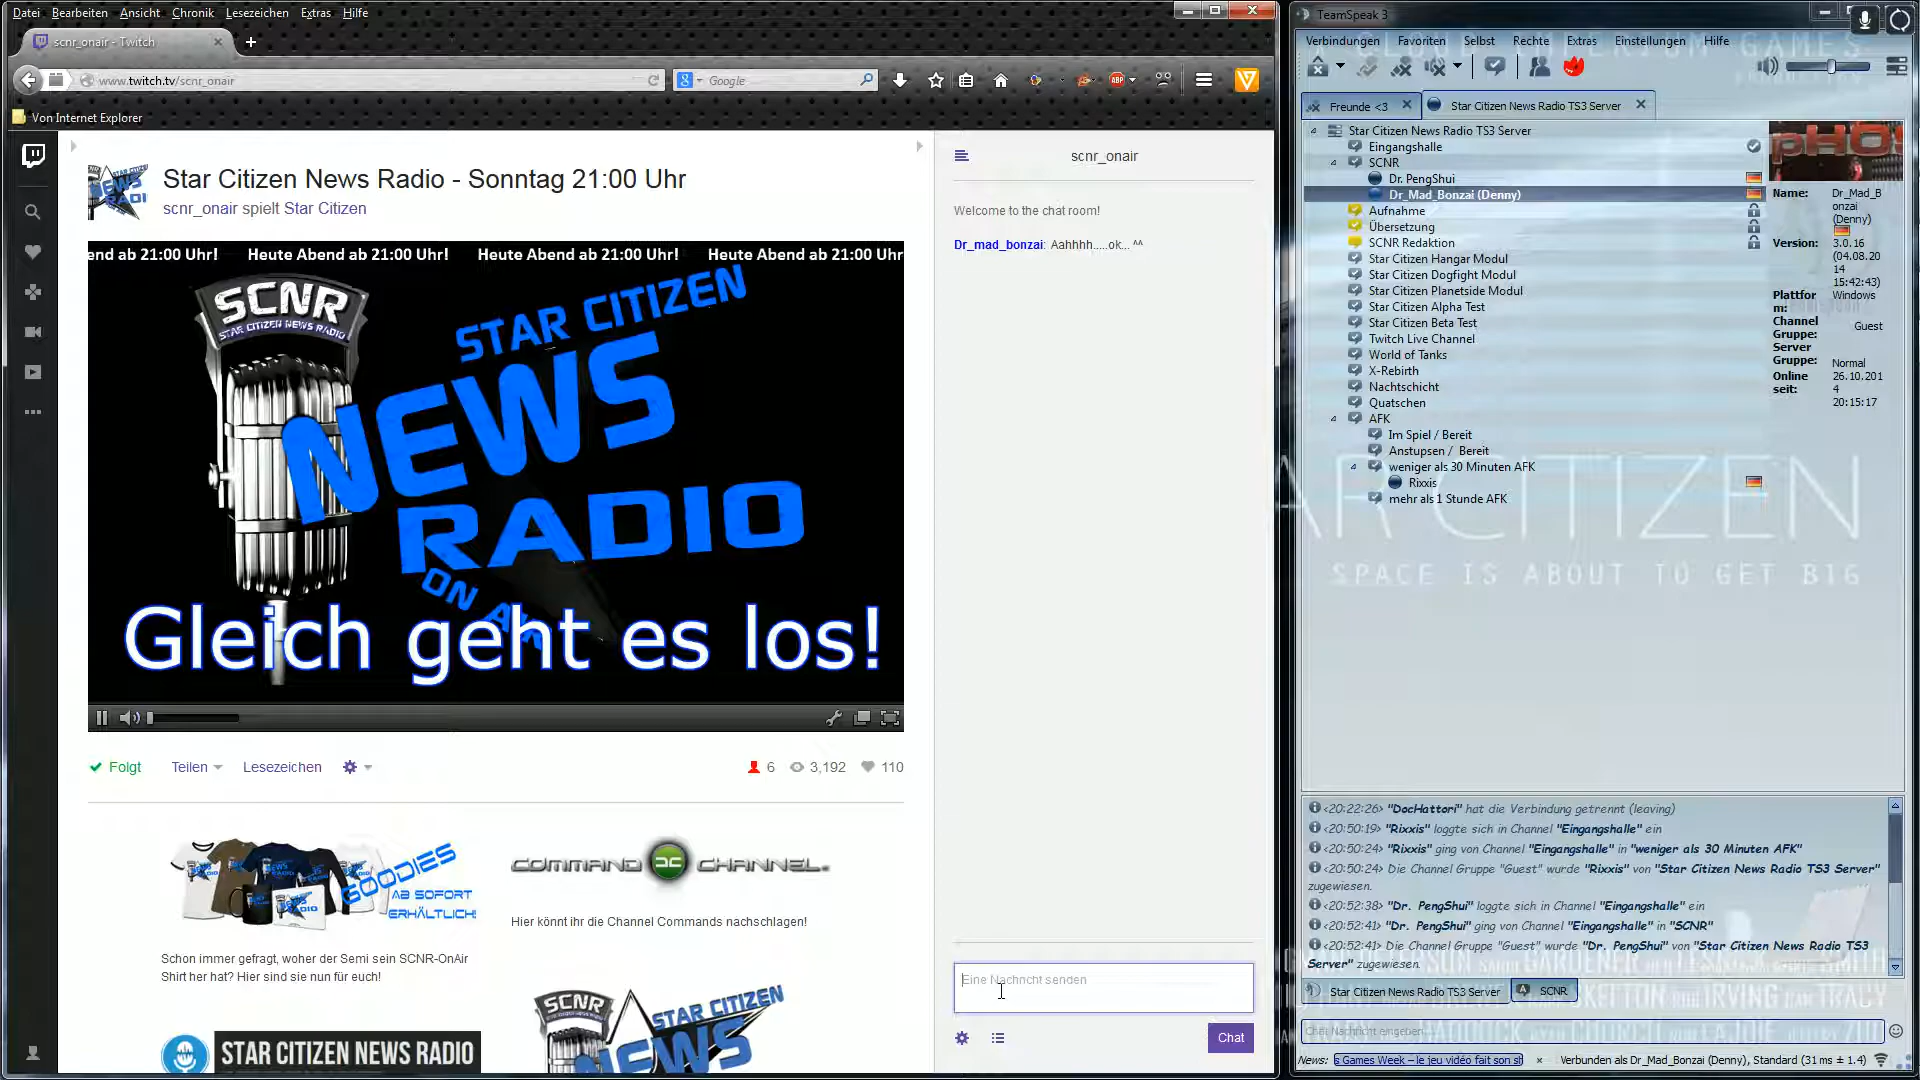 Datei Bearbeiten Ansicht Chronik Lesezeichen Extras Hilfe
scnr_onair - Twitch
www.twitch.tv/scnr_onair
Google
Von Internet Explorer
Star Citizen News Radio - Sonntag 21:00 Uhr
scnr_onair spielt Star Citizen
end ab 21:00 Uhr! Heute Abend ab 21:00 Uhr! Heute Abend ab 21:00 Uhr! Heute Abend ab 21:00 Uhr
SCNR
STAR CITIZEN NEWS RADIO
STAR CITIZEN
NEWS
RADIO
ON AIR
Gleich geht es los!
Folgt Teilen Lesezeichen
6 3,192 110
GOODIES
AB SOFORT
ERHÄLTLICH!
Schon immer gefragt, woher der Semi sein SCNR-OnAir
Shirt her hat? Hier sind sie nun für euch!
COMMAND CC CHANNEL
Hier könnt ihr die Channel Commands nachschlagen!
STAR CITIZEN NEWS RADIO
SCNR
STAR CITIZEN
NEWS
scnr_onair
Welcome to the chat room!
Dr_mad_bonzai: Aahhhh.....ok... ^^
Eine Nachricht senden
Chat
TeamSpeak 3
Verbindungen Favoriten Selbst Rechte Extras Einstellungen Hilfe
Freunde <3
Star Citizen News Radio TS3 Server
Star Citizen News Radio TS3 Server
Eingangshalle
SCNR
Dr. PengShui
Dr_Mad_Bonzai (Denny)
Aufnahme
Übersetzung
SCNR Redaktion
Star Citizen Hangar Modul
Star Citizen Dogfight Modul
Star Citizen Planetside Modul
Star Citizen Alpha Test
Star Citizen Beta Test
Twitch Live Channel
World of Tanks
X-Rebirth
Nachtschicht
Quatschen
AFK
Im Spiel / Bereit
Anstupsen / Bereit
weniger als 30 Minuten AFK
Rixxis
mehr als 1 Stunde AFK
Name: Dr_Mad_B
onzai
(Denny)
Version: 3.0.16
(04.08.20
14
15:42:43)
Plattfor
m: Windows
Channel
Gruppe: Guest
Server
Gruppe: Normal
Online
seit: 26.10.201
4
20:15:17
AR CITIZEN
SPACE IS ABOUT TO GET BIG
<20:22:26> "DocHattori" hat die Verbindung getrennt (leaving)
<20:50:19> "Rixxis" loggte sich in Channel "Eingangshalle" ein
<20:50:24> "Rixxis" ging von Channel "Eingangshalle" in "weniger als 30 Minuten AFK"
<20:50:24> Die Channel Gruppe "Guest" wurde "Rixxis" von "Star Citizen News Radio TS3 Server"
zugewiesen.
<20:52:38> "Dr. PengShui" loggte sich in Channel "Eingangshalle" ein
<20:52:41> "Dr. PengShui" ging von Channel "Eingangshalle" in "SCNR"
<20:52:41> Die Channel Gruppe "Guest" wurde "Dr. PengShui" von "Star Citizen News Radio TS3
Server" zugewiesen.
Star Citizen News Radio TS3 Server
SCNR
Chat Nachricht eingeben...
News: s Games Week – le jeu vidéo fait son sh
Verbunden als Dr_Mad_Bonzai (Denny), Standard (31 ms ± 1.4)